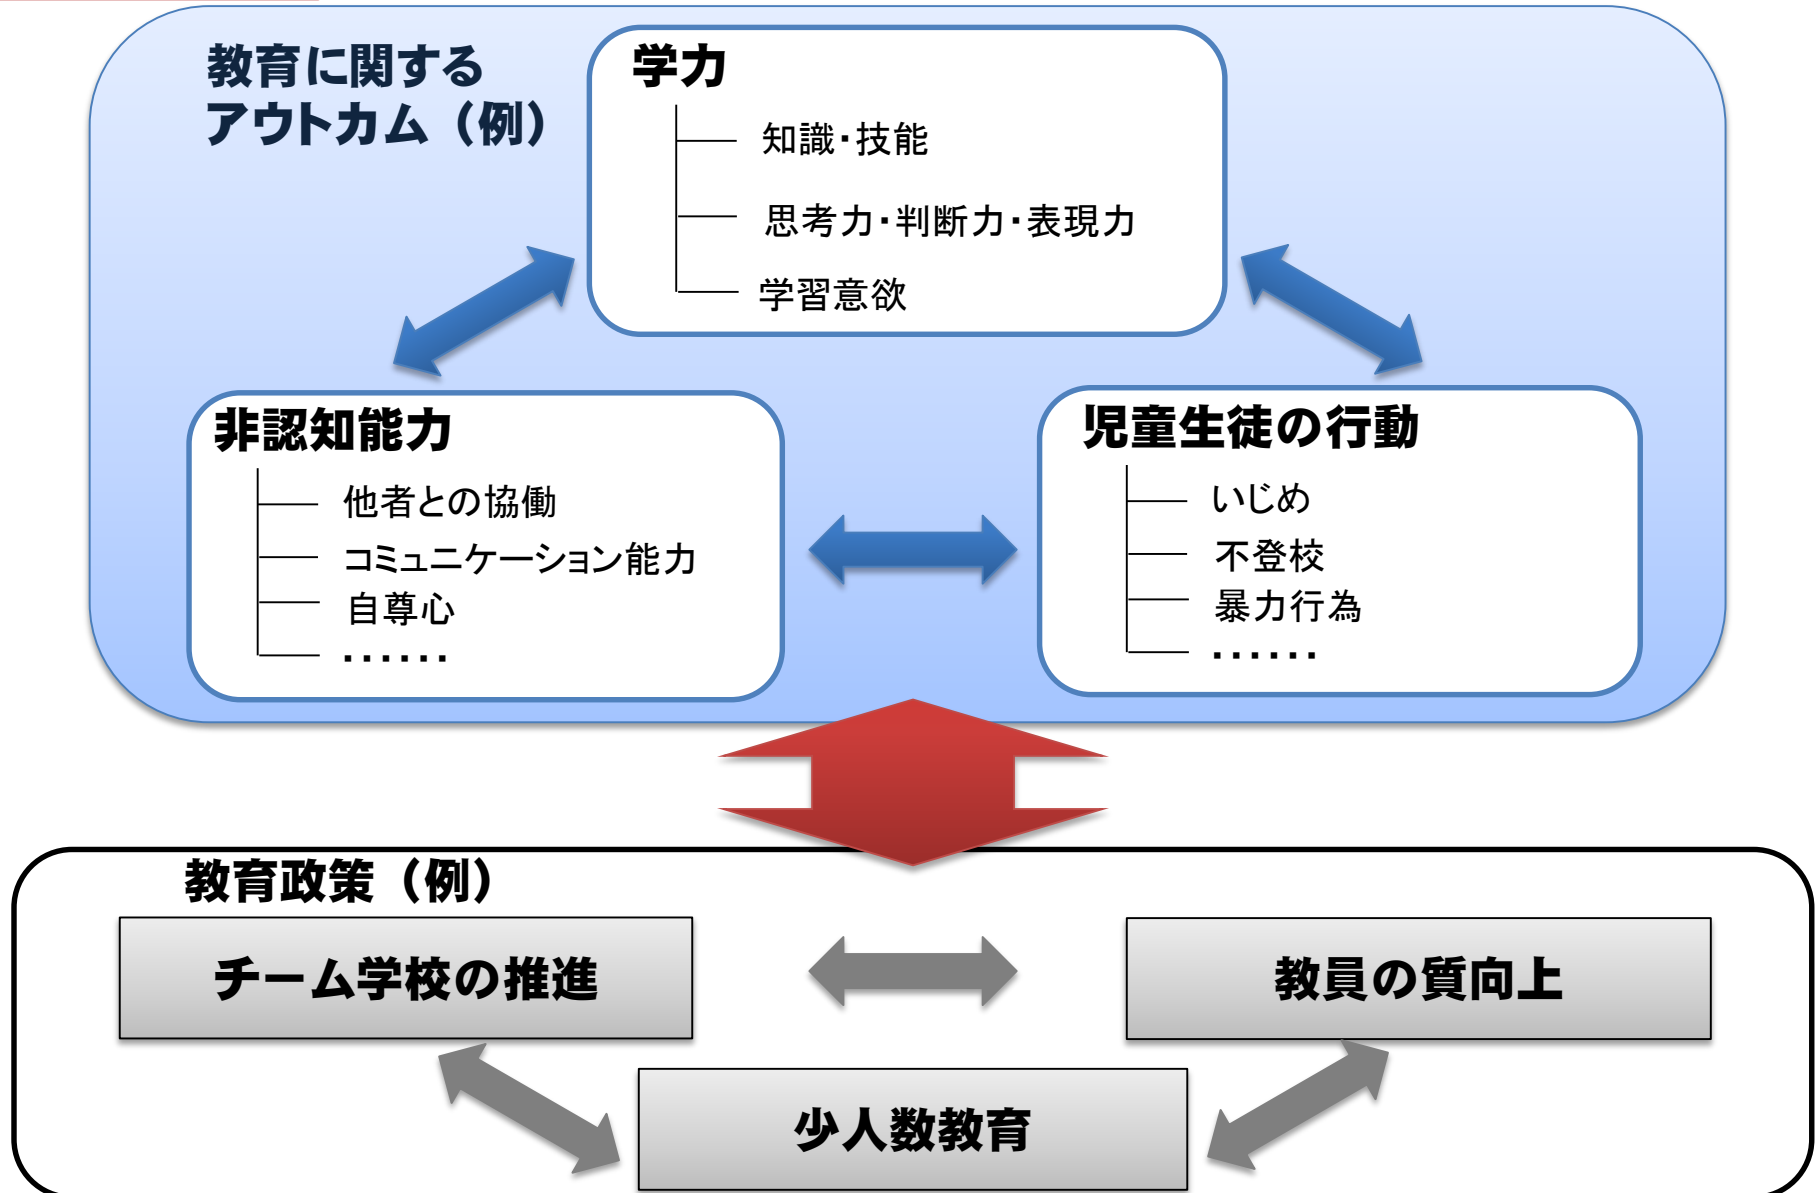 教育に関する
アウトカム（例）
学力
知識・技能
思考力・判断力・表現力
学習意欲
非認知能力
他者との協働
コミュニケーション能力
自尊心
・・・・・・
児童生徒の行動
いじめ
不登校
暴力行為
・・・・・・
教育政策（例）
チーム学校の推進
教員の質向上
少人数教育